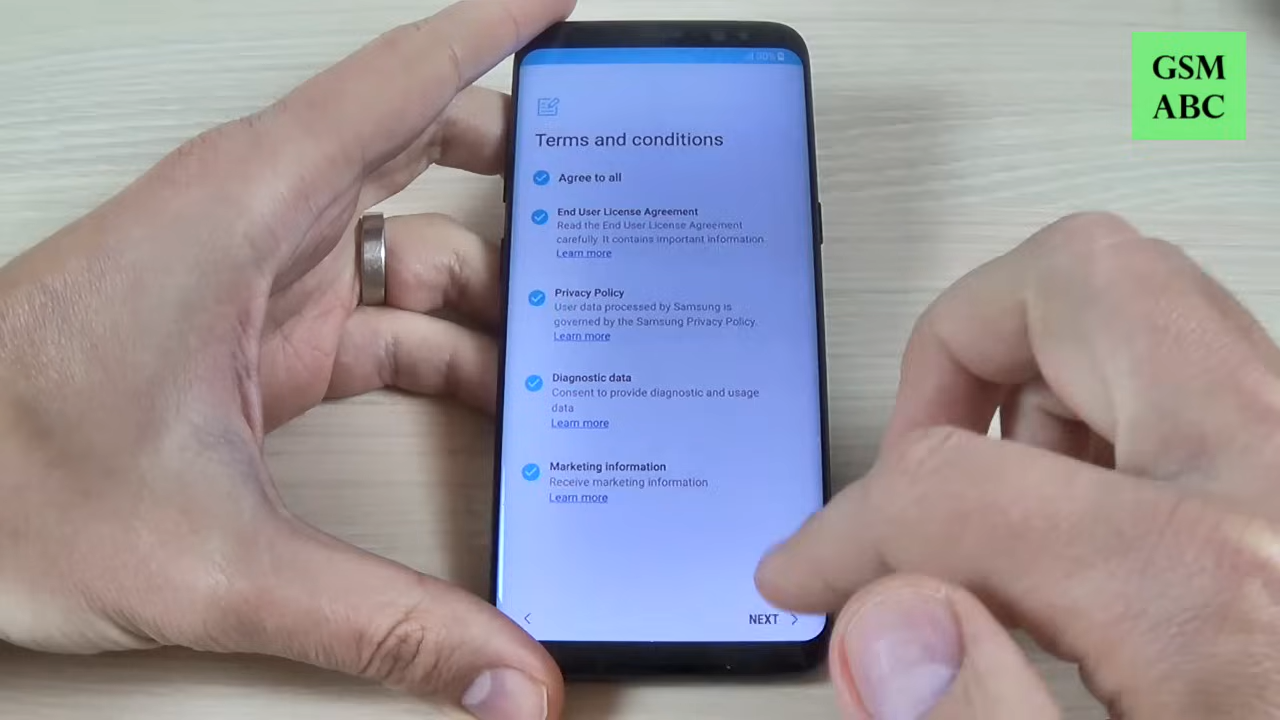 GSM
ABC
90%
Terms and conditions
Agree to all
End User License Agreement
Read the End User License Agreement
carefully. It contains important information.
Learn more
Privacy Policy
User data processed by Samsung is
governed by the Samsung Privacy Policy.
Learn more
Diagnostic data
Consent to provide diagnostic and usage
data
Learn more
Marketing information
Receive marketing information
Learn more
NEXT